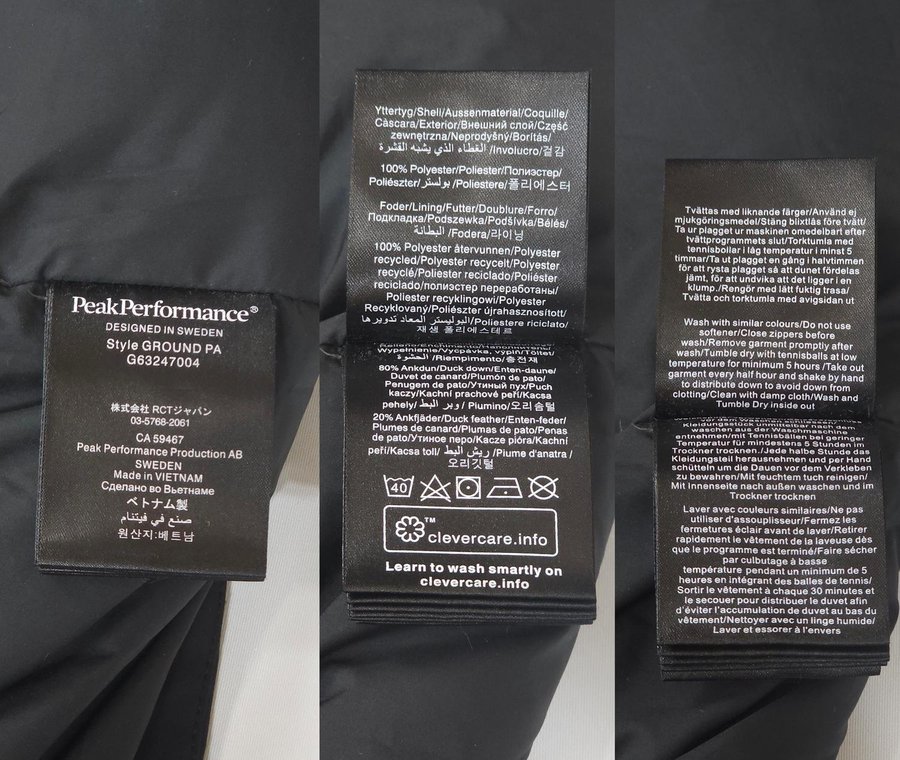 PeakPerformance®
DESIGNED IN SWEDEN
Style GROUND PA
G63247004
株式会社 RCTジャパン
03-5768-2061
CA 59467
Peak Performance Production AB
SWEDEN
Made in VIETNAM
Сделано во Вьетнаме
ベトナム製
صنع في فيتنام
원산지:베트남
Yttertyg/Shell/Aussenmaterial/Coquille/
Càscara/Exterior/Внешний слой/Część
zewnętrzna/Neprodyšný/Borítás/
الغطاء الذي يشبه القشرة /Involucro/겉감
100% Polyester/Poliester/Полиэстер/
Poliészter/بولستر /Poliestere/폴리에스터
Foder/Lining/Futter/Doublure/Forro/
Подкладка/Podszewka/Podšívka/Bélés/
البطانة /Fodera/라이닝
100% Polyester återvunnen/Polyester
recycled/Polyester recycelt/Polyester
recyclé/Poliester reciclado/Poliéster
reciclado/полиэстер переработаны/
Poliester recyklingowi/Polyester
Recyklovaný/Poliészter újrahasznosított/
البوليستر المعاد تدويرها/Poliestere riciclato/
재생 폴리에스테르
الحشوة /Riempimento/충전재
80% Ankdun/Duck down/Enten-daune/
Duvet de canard/Plumón de pato/
Penugem de pato/Утиный пух/Puch
kaczy/Kachní prachové peří/Kacsa
pehely/وبر البط / Piumino/오리솜털
20% Ankfjäder/Duck feather/Enten-feder/
Plumes de canard/Plumas de pato/Penas
de pato/Утиное перо/Kacze pióra/Kachní
peří/Kacsa toll/ريش البط /Piume d'anatra /
오리깃털
40
clevercare.info™
Learn to wash smartly on
clevercare.info
Tvättas med liknande färger/Använd ej
mjukgöringsmedel/Stäng blixtlås före tvätt/
Ta ur plagget ur maskinen omedelbart efter
tvättprogrammets slut/Torktumla med
tennisbollar i låg temperatur i minst 5
timmar/Ta ut plagget en gång i halvtimmen
för att rysta plagget så att dunet fördelas
jämt. för att undvika att det ligger i en
klump./Rengör med lätt fuktig trasa/
Tvätta och torktumla med avigsidan ut
Wash with similar colours/Do not use
softener/Close zippers before
wash/Remove garment promptly after
wash/Tumble dry with tennisballs at low
temperature for minimum 5 hours /Take out
garment every half hour and shake by hand
to distribute down to avoid down from
clotting/Clean with damp cloth/Wash and
Tumble Dry inside out
Kleidungsstück unmittelbar nach dem
waschen aus der Waschmaschine
entnehmen/mit Tennisbällen bei geringer
Temperatur für mindestens 5 Stunden im
Trockner trocknen./Jede halbe Stunde das
Kleidungsteil herausnehmen und per Hand
schütteln um die Dauen vor dem Verkleben
zu bewahren/Mit feuchtem tuch reinigen/
Mit Innenseite nach außen waschen und im
Trockner trocknen
Laver avec couleurs similaires/Ne pas
utiliser d'assouplisseur/Fermez les
fermetures éclair avant de laver/Retirer
rapidement le vêtement de la laveuse dès
que le programme est terminé/Faire sécher
par culbutage à basse
température pendant un minimum de 5
heures en intégrant des balles de tennis/
Sortir le vêtement à chaque 30 minutes et
le secouer pour distribuer le duvet afin
d'éviter l'accumulation de duvet au bas du
vêtement/Nettoyer avec un linge humide/
Laver et essorer à l'envers